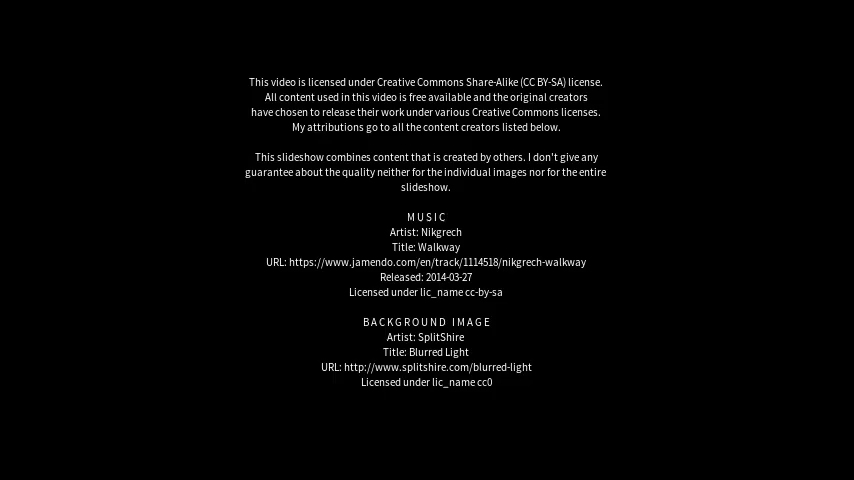 This video is licensed under Creative Commons Share-Alike (CC BY-SA) license.
All content used in this video is free available and the original creators
have chosen to release their work under various Creative Commons licenses.
My attributions go to all the content creators listed below.
This slideshow combines content that is created by others. I don't give any
guarantee about the quality neither for the individual images nor for the entire
slideshow.
MUSIC
Artist: Nikgrech
Title: Walkway
URL: https://www.jamendo.com/en/track/1114518/nikgrech-walkway
Released: 2014-03-27
Licensed under lic_name cc-by-sa
BACKGROUND IMAGE
Artist: SplitShire
Title: Blurred Light
URL: http://www.splitshire.com/blurred-light
Licensed under lic_name cc0